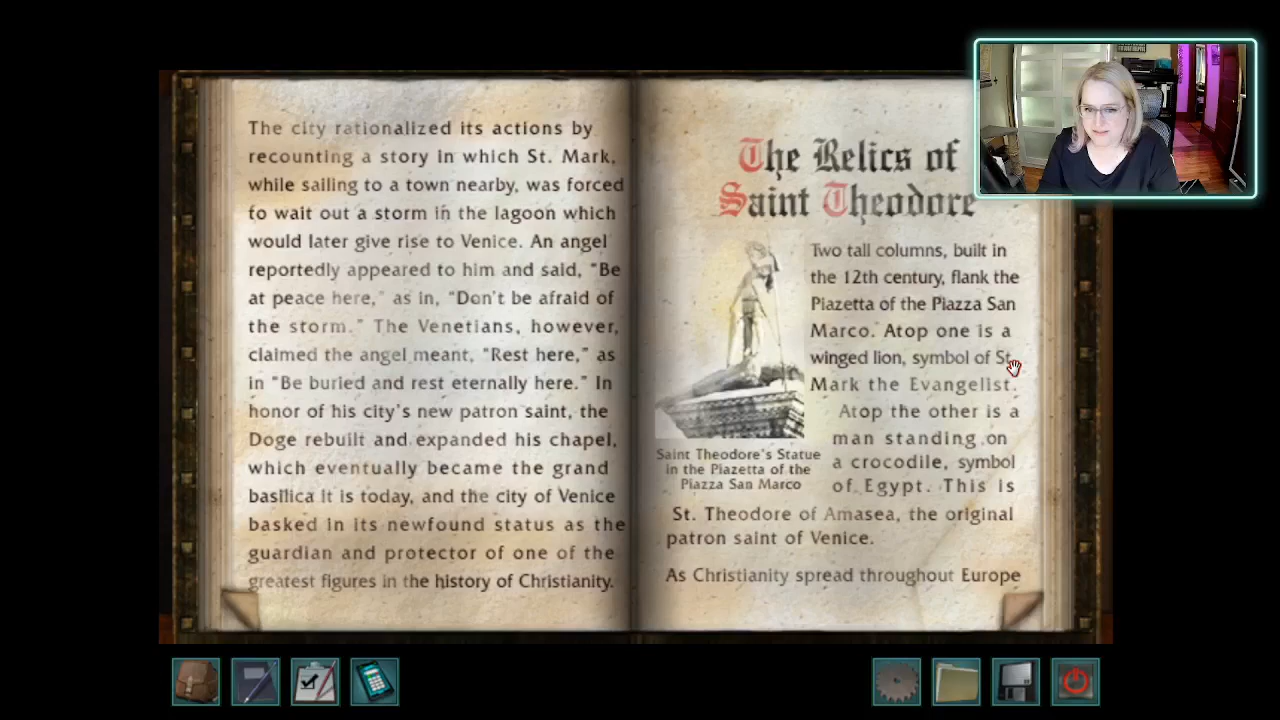 The city rationalized its actions by
recounting a story in which St. Mark,
while sailing to a town nearby, was forced
to wait out a storm in the lagoon which
would later give rise to Venice. An angel
reportedly appeared to him and said, "Be
at peace here," as in, "Don't be afraid of
the storm." The Venetians, however,
claimed the angel meant, "Rest here," as
in "Be buried and rest eternally here." In
honor of his city's new patron saint, the
Doge rebuilt and expanded his chapel,
which eventually became the grand
basilica it is today, and the city of Venice
basked in its newfound status as the
guardian and protector of one of the
greatest figures in the history of Christianity.
The Relics of
Saint Theodore
Two tall columns, built in
the 12th century, flank the
Piazetta of the Piazza San
Marco. Atop one is a
winged lion, symbol of St.
Mark the Evangelist.
Atop the other is a
man standing on
a crocodile, symbol
of Egypt. This is
St. Theodore of Amasea, the original
patron saint of Venice.
As Christianity spread throughout Europe
Saint Theodore's Statue
in the Piazetta of the
Piazza San Marco